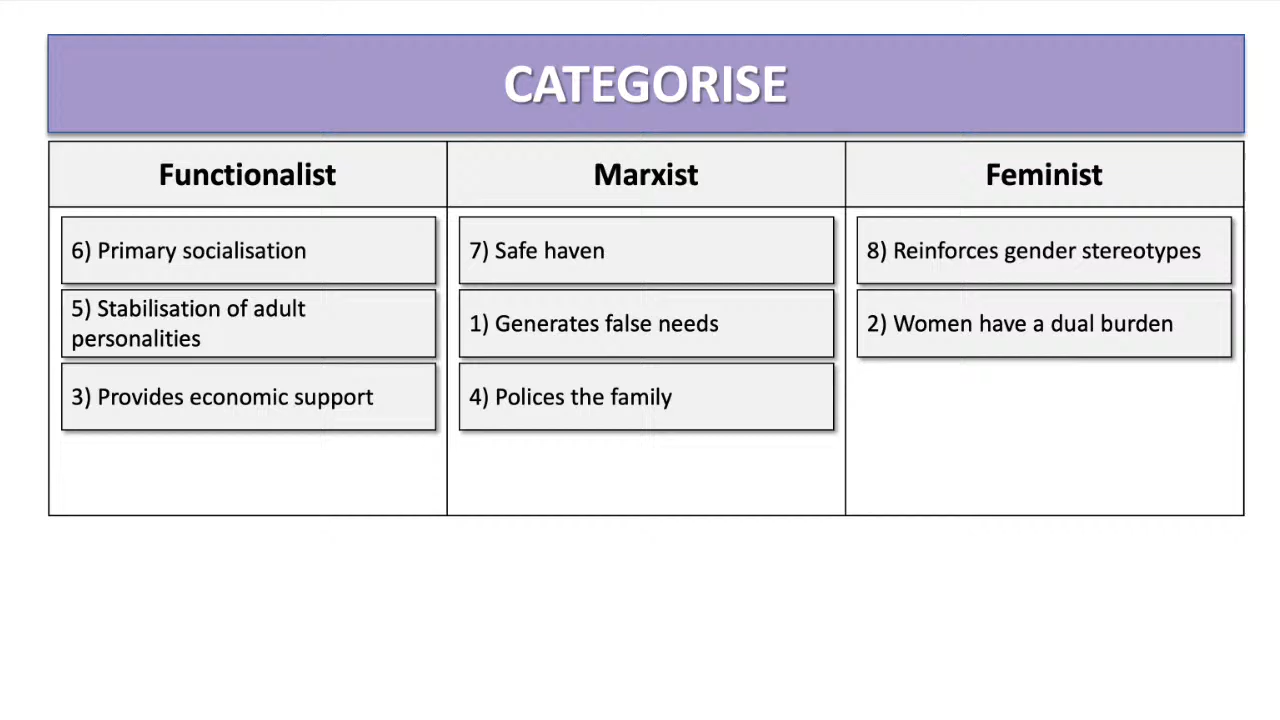 CATEGORISE
Functionalist
Marxist
Feminist
6) Primary socialisation
7) Safe haven
8) Reinforces gender stereotypes
5) Stabilisation of adult
personalities
1) Generates false needs
2) Women have a dual burden
3) Provides economic support
4) Polices the family